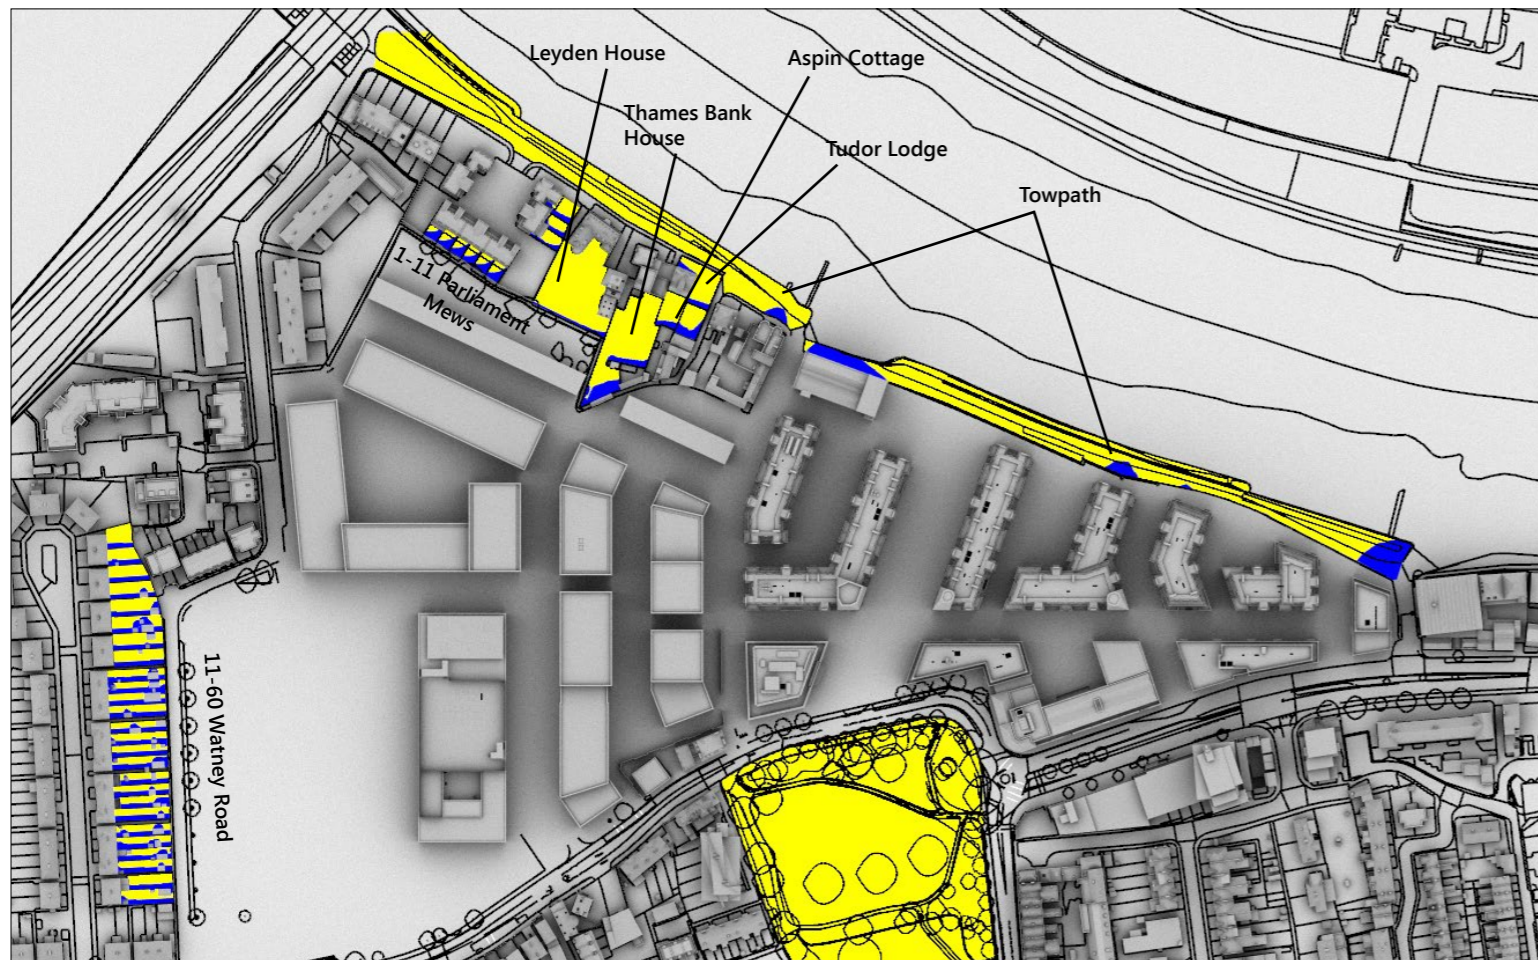 Leyden House
Aspin Cottage
Thames Bank
House
Tudor Lodge
Towpath
1-11 Parliament
Mews
11-60 Watney Road